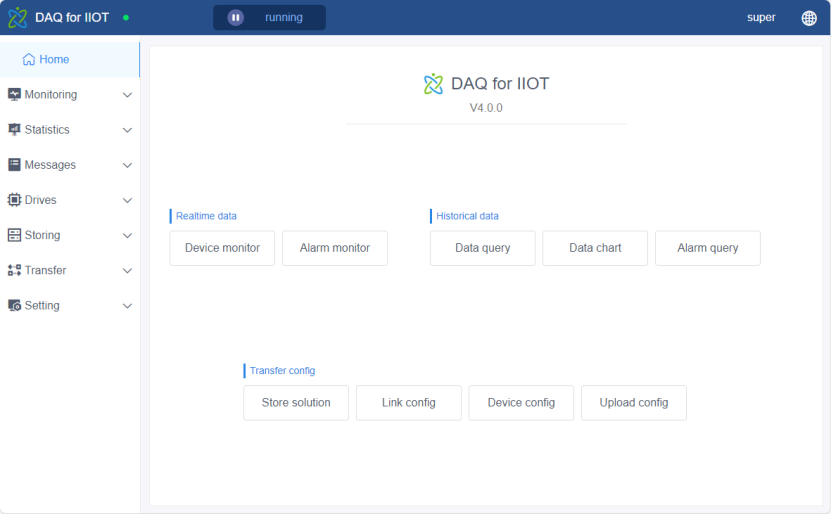 DAQ for IIOT
running
super
Home
Monitoring
Statistics
Messages
Drives
Storing
Transfer
Setting
DAQ for IIOT
V4.0.0
Realtime data
Device monitor
Alarm monitor
Historical data
Data query
Data chart
Alarm query
Transfer config
Store solution
Link config
Device config
Upload config